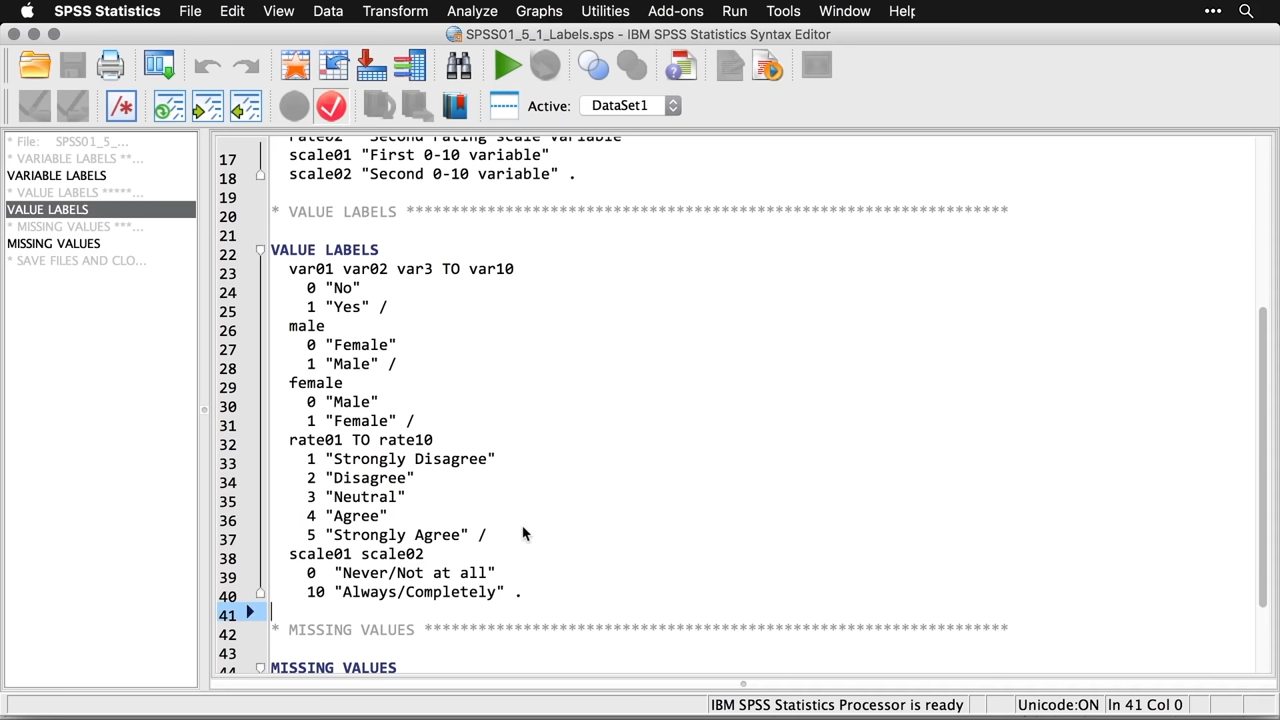 SPSS Statistics File Edit View Data Transform Analyze Graphs Utilities Add-ons Run Tools Window Help
SPSS01_5_1_Labels.sps - IBM SPSS Statistics Syntax Editor
Active: DataSet1
* File: SPSS01_5_...
* VARIABLE LABELS **...
VARIABLE LABELS
* VALUE LABELS *****...
VALUE LABELS
* MISSING VALUES ***...
MISSING VALUES
* SAVE FILES AND CLO...
rate02 "Second rating scale variable"
17 scale01 "First 0-10 variable"
18 scale02 "Second 0-10 variable" .
19
20 * VALUE LABELS *******************************************************************
21
22 VALUE LABELS
23 var01 var02 var3 TO var10
24 0 "No"
25 1 "Yes" /
26 male
27 0 "Female"
28 1 "Male" /
29 female
30 0 "Male"
31 1 "Female" /
32 rate01 TO rate10
33 1 "Strongly Disagree"
34 2 "Disagree"
35 3 "Neutral"
36 4 "Agree"
37 5 "Strongly Agree" /
38 scale01 scale02
39 0 "Never/Not at all"
40 10 "Always/Completely" .
41
42 * MISSING VALUES *****************************************************************
43
44 MISSING VALUES
IBM SPSS Statistics Processor is ready Unicode:ON In 41 Col 0